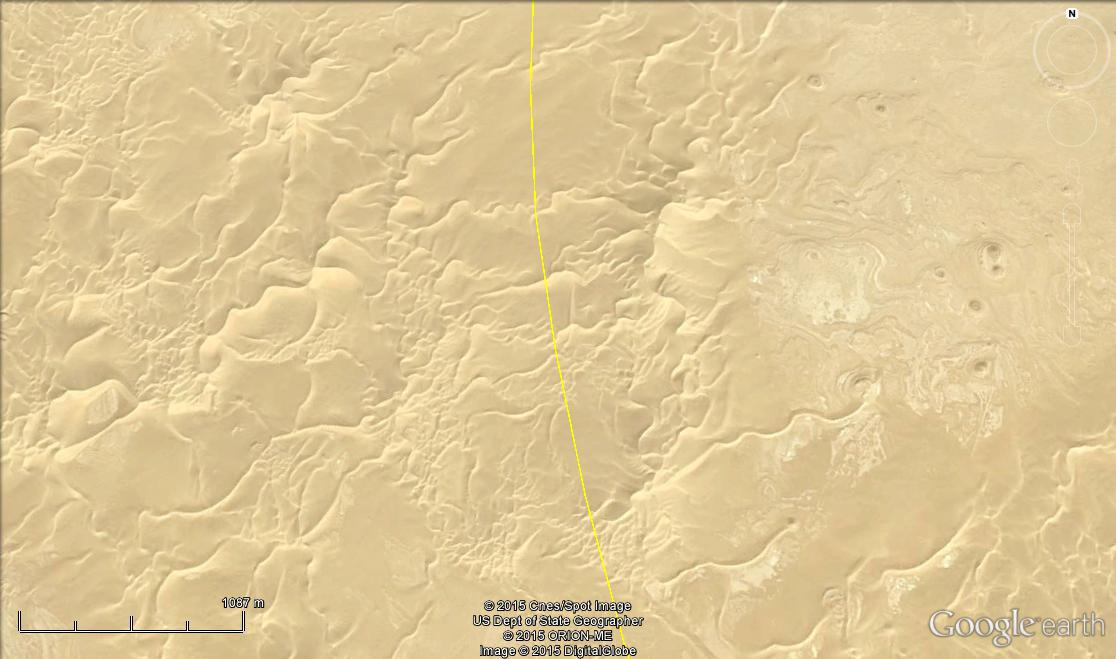 N
1087 m
© 2015 Cnes/Spot Image
US Dept of State Geographer
© 2015 ORION-ME
Image © 2015 DigitalGlobe
Google earth